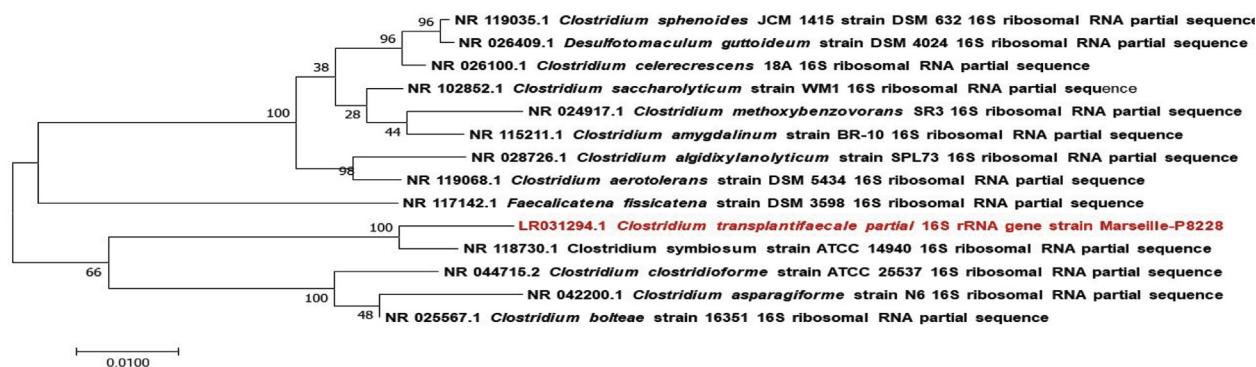 96
NR 119035.1 Clostridium sphenoides JCM 1415 strain DSM 632 16S ribosomal RNA partial sequence
96
NR 026409.1 Desulfotomaculum guttoideum strain DSM 4024 16S ribosomal RNA partial sequence
38
NR 026100.1 Clostridium celerecrescens 18A 16S ribosomal RNA partial sequence
NR 102852.1 Clostridium saccharolyticum strain WM1 16S ribosomal RNA partial sequence
100
28
NR 024917.1 Clostridium methoxybenzovorans SR3 16S ribosomal RNA partial sequence
44
NR 115211.1 Clostridium amygdalinum strain BR-10 16S ribosomal RNA partial sequence
NR 028726.1 Clostridium algidixylanolyticum strain SPL73 16S ribosomal RNA partial sequence
98
NR 119068.1 Clostridium aerotolerans strain DSM 5434 16S ribosomal RNA partial sequence
NR 117142.1 Faecalicatena fissicatena strain DSM 3598 16S ribosomal RNA partial sequence
LR031294.1 Clostridium transplantifaecale partial 16S rRNA gene strain Marseille-P8228
100
NR 118730.1 Clostridium symbiosum strain ATCC 14940 16S ribosomal RNA partial sequence
66
NR 044715.2 Clostridium clostridioforme strain ATCC 25537 16S ribosomal RNA partial sequence
100
NR 042200.1 Clostridium asparagiforme strain N6 16S ribosomal RNA partial sequence
48
NR 025567.1 Clostridium bolteae strain 16351 16S ribosomal RNA partial sequence
0.0100